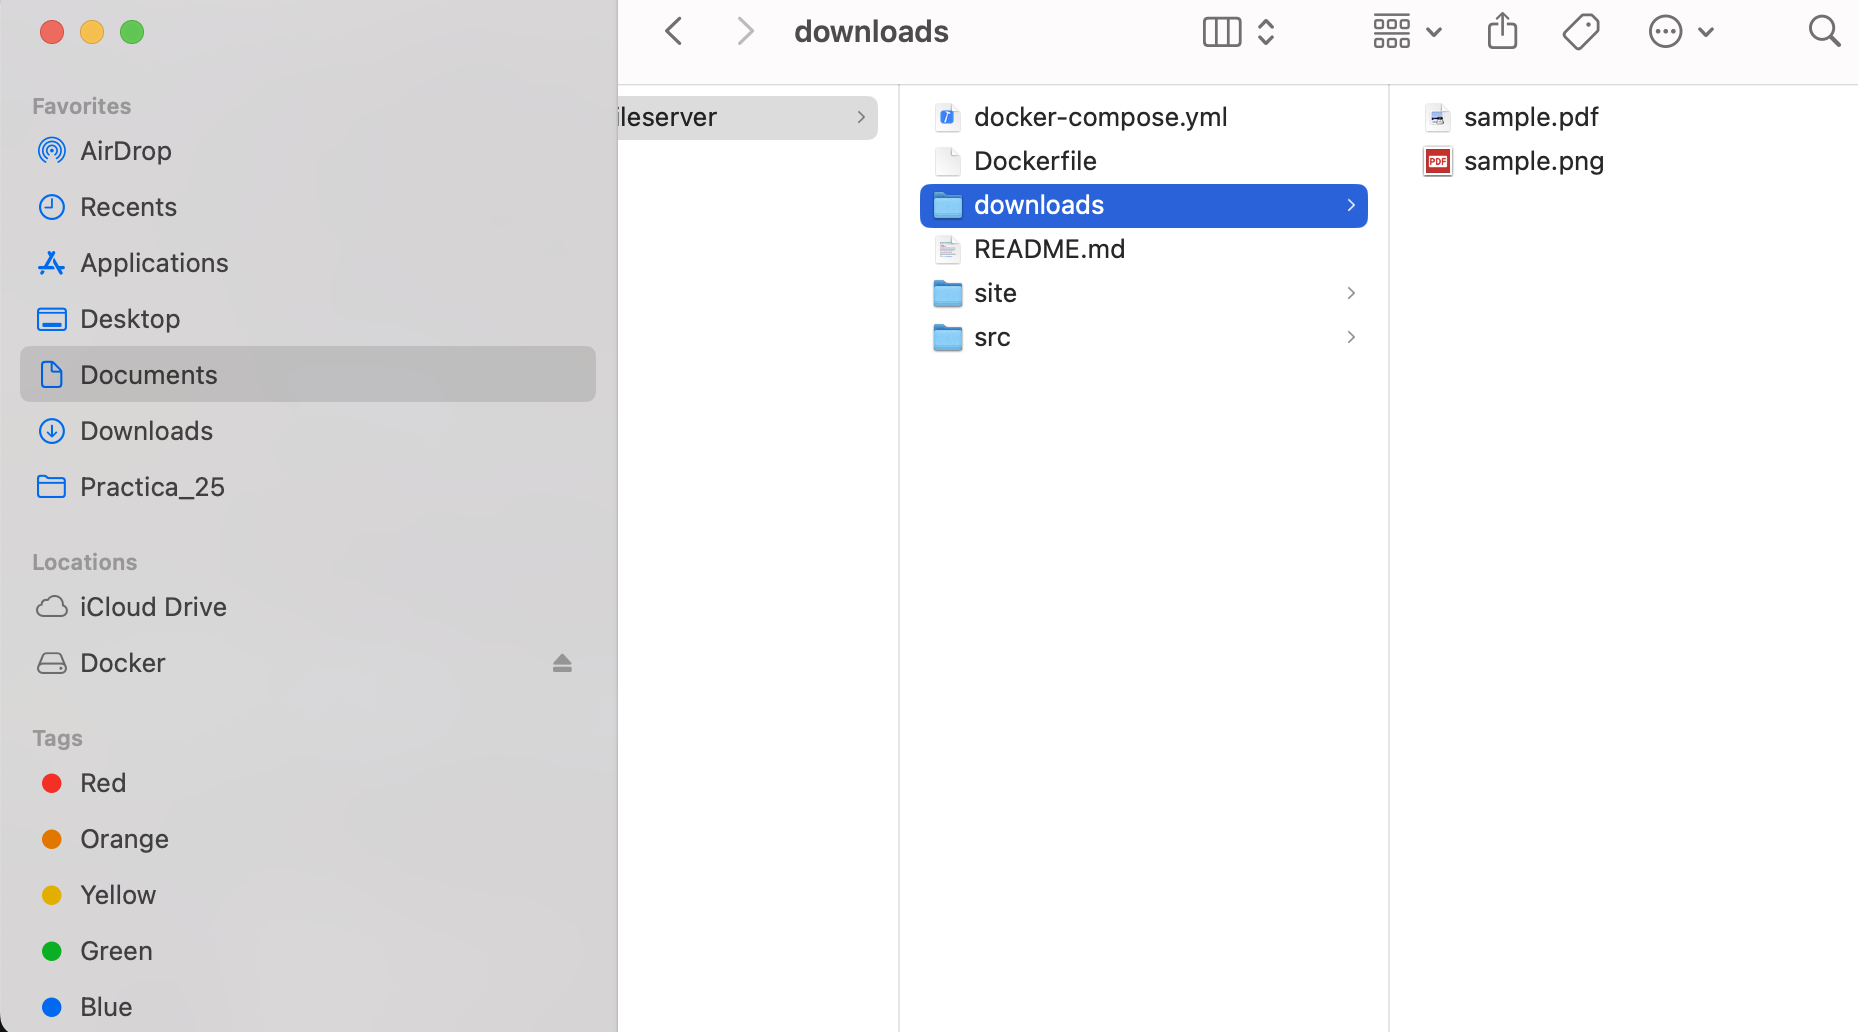 Favorites
AirDrop
Recents
Applications
Desktop
Documents
Downloads
Practica_25
Locations
iCloud Drive
Docker
Tags
Red
Orange
Yellow
Green
Blue
downloads
ileserver
docker-compose.yml
Dockerfile
downloads
README.md
site
src
sample.pdf
PDF
sample.png